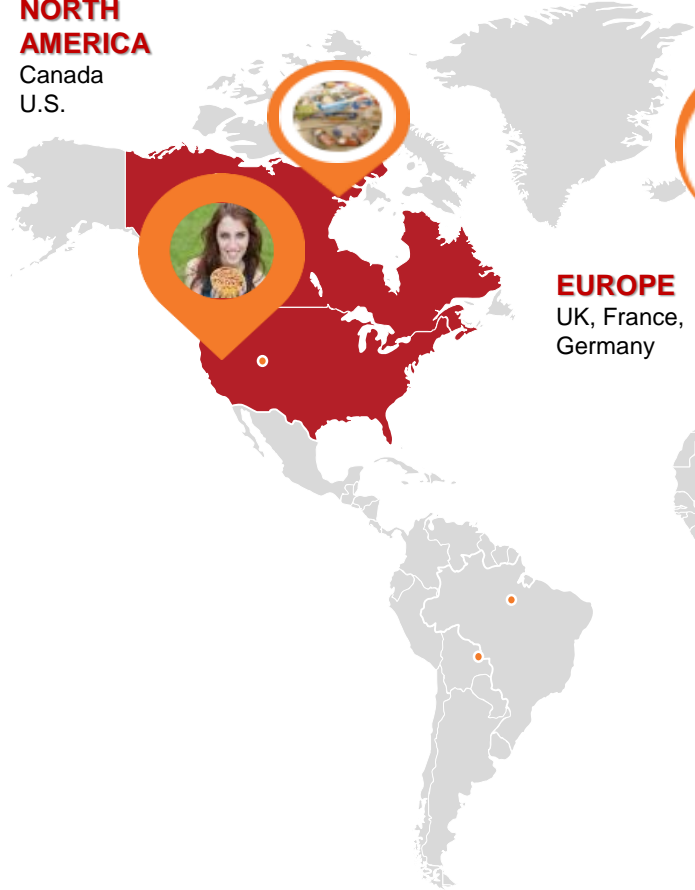 NORTH
AMERICA
Canada
U.S.
EUROPE
UK, France,
Germany